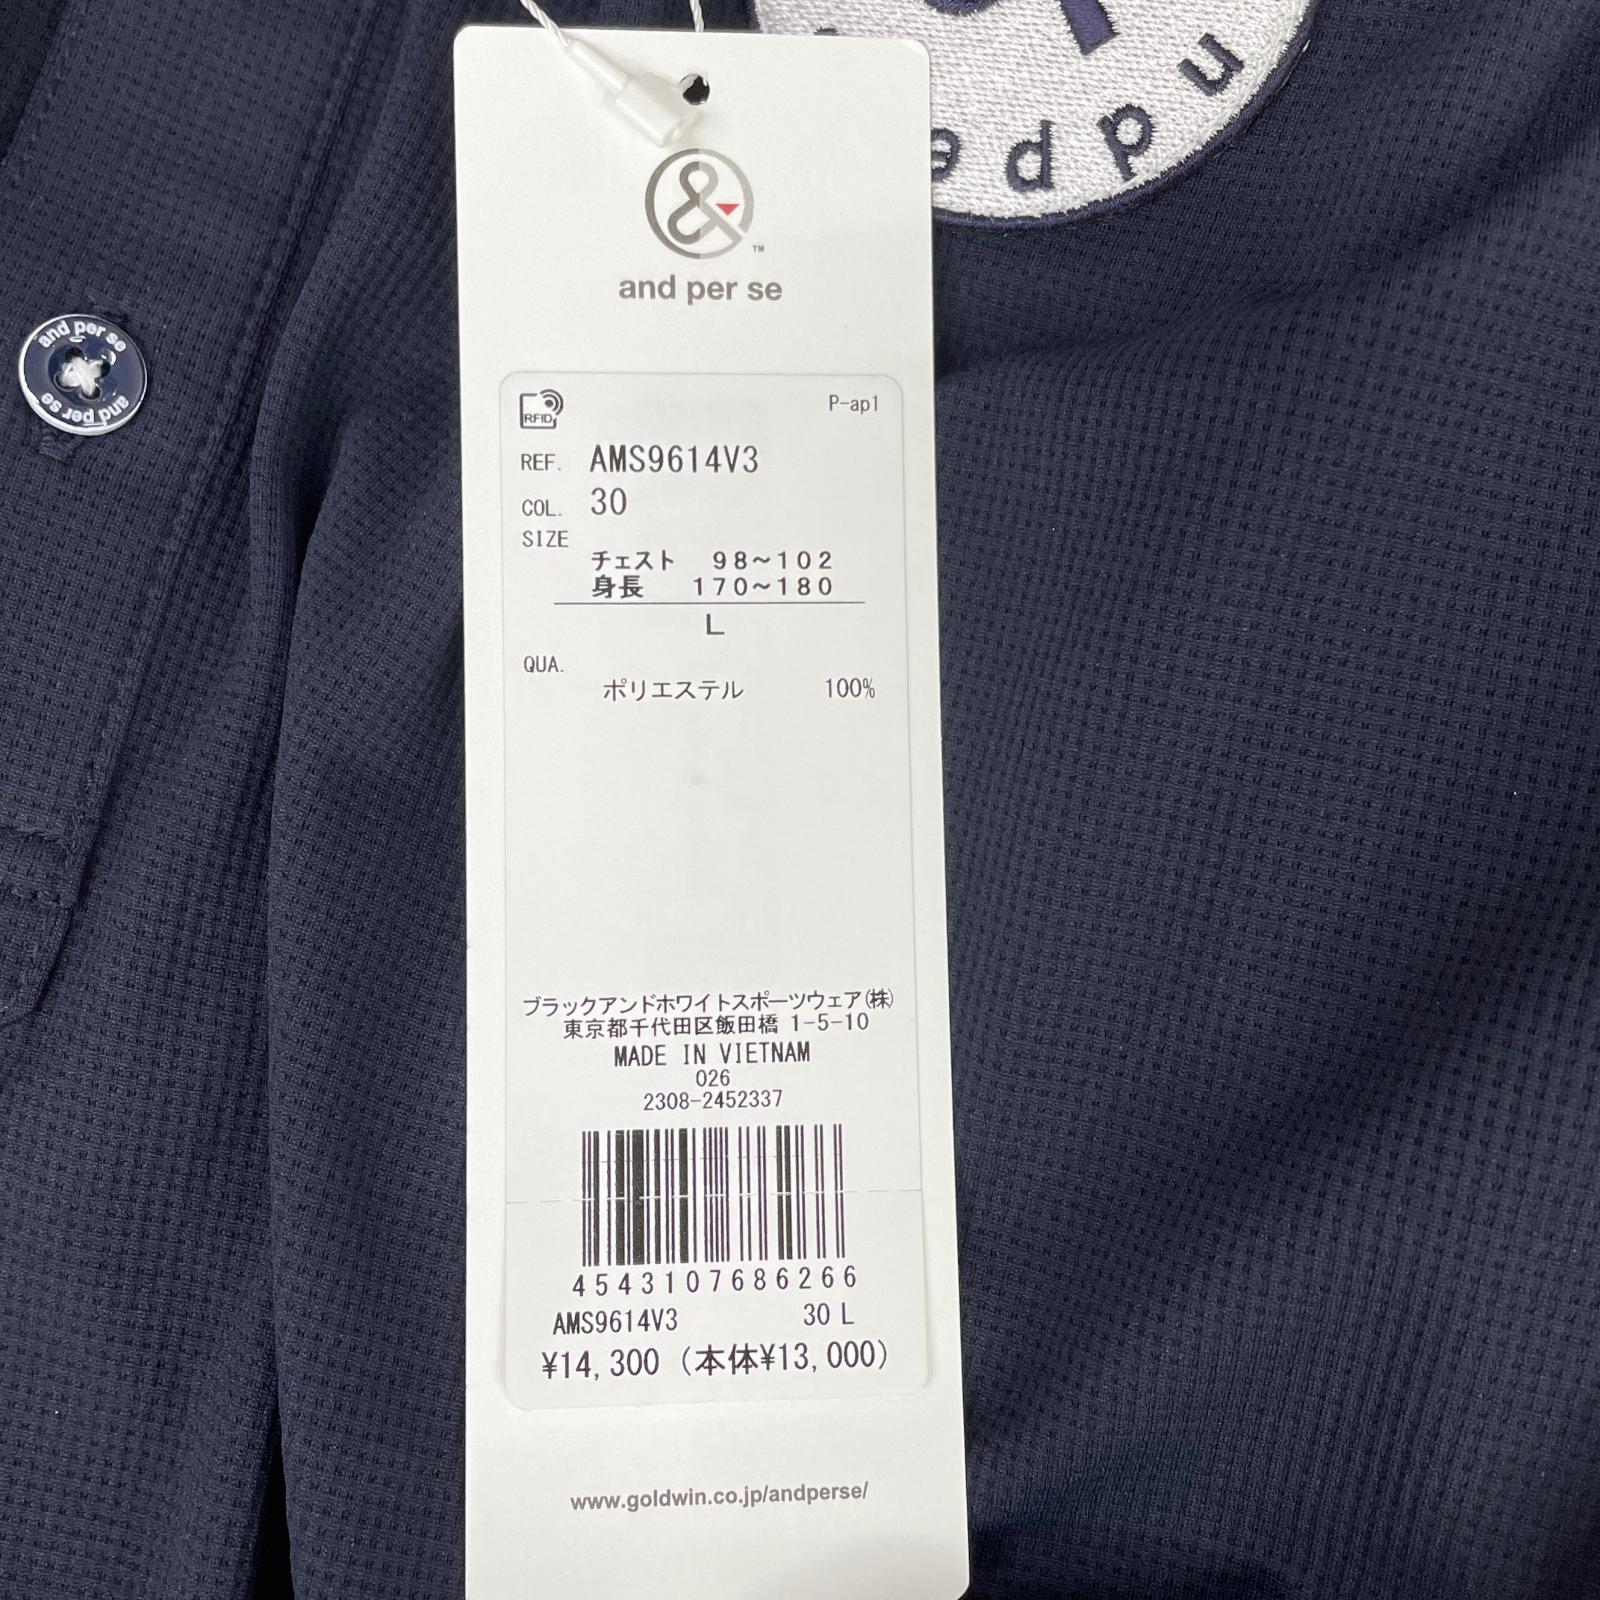 and per se
and per se
and pe
&
™
and per se
RFID
P-ap1
REF. AMS9614V3
COL. 30
SIZE
チェスト 98~102
身長 170~180
L
QUA.
ポリエステル 100%
ブラックアンドホワイトスポーツウェア(株)
東京都千代田区飯田橋 1-5-10
MADE IN VIETNAM
026
2308-2452337
4543107686266
AMS9614V3 30 L
¥14,300 (本体¥13,000)
www.goldwin.co.jp/andperse/